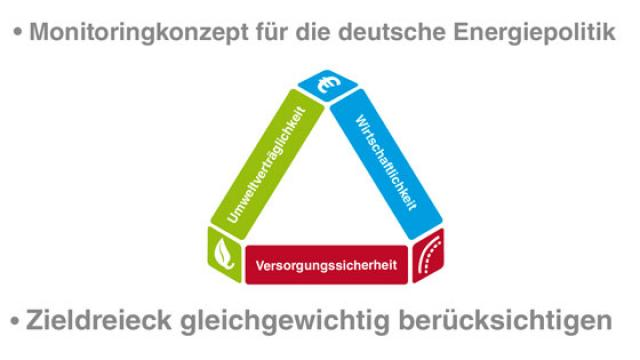 • Monitoringkonzept für die deutsche Energiepolitik
€
Umweltverträglichkeit
Wirtschaftlichkeit
Versorgungssicherheit
• Zieldreieck gleichgewichtig berücksichtigen